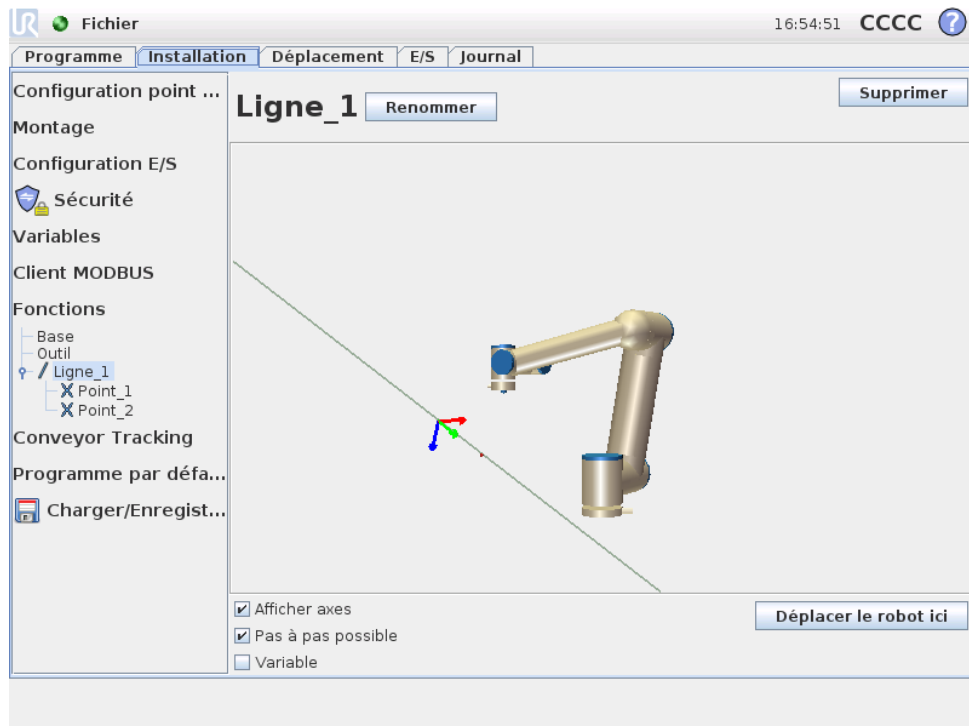 UR Fichier 16:54:51 CCCC ?
Programme Installation Déplacement E/S Journal
Configuration point ...
Montage
Configuration E/S
Sécurité
Variables
Client MODBUS
Fonctions
Base
Outil
Ligne_1
Point_1
Point_2
Conveyor Tracking
Programme par défa...
Charger/Enregist...
Ligne_1 Renommer Supprimer
Afficher axes
Pas à pas possible
Variable
Déplacer le robot ici